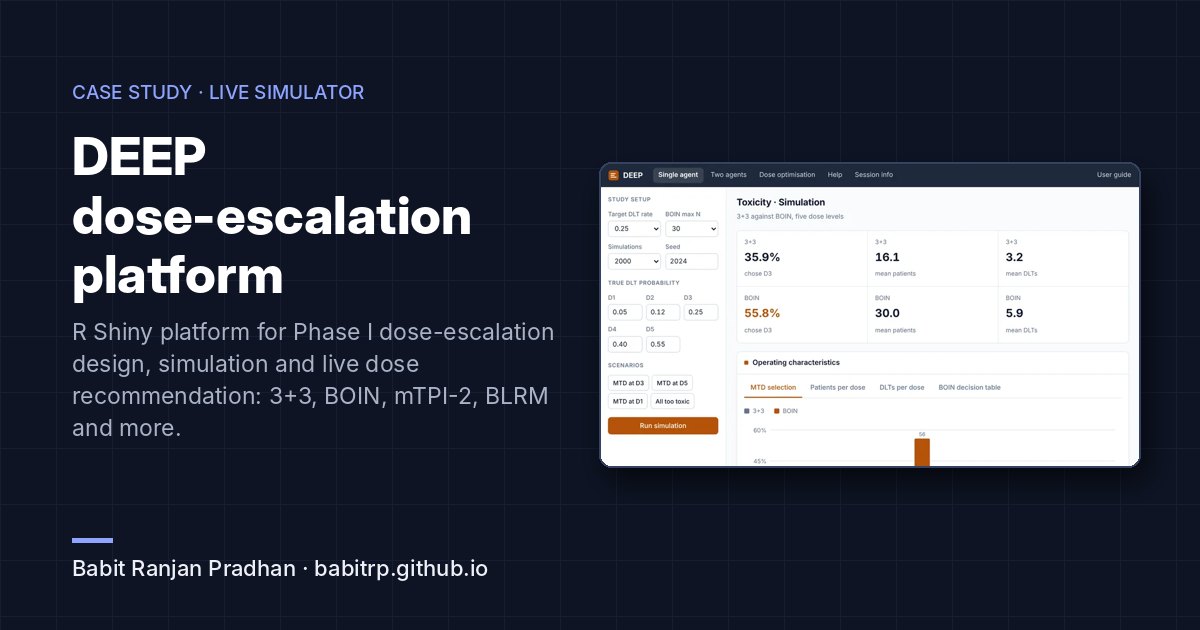 CASE STUDY · LIVE SIMULATOR
DEEP
dose-escalation
platform
R Shiny platform for Phase I dose-escalation
design, simulation and live dose
recommendation: 3+3, BOIN, mTPI-2, BLRM
and more.
Babit Ranjan Pradhan · babitrp.github.io
DEEP Single agent Two agents Dose optimisation Help Session info User guide
STUDY SETUP
Target DLT rate BOIN max N
0.25 30
Simulations Seed
2000 2024
TRUE DLT PROBABILITY
D1 D2 D3
0.05 0.12 0.25
D4 D5
0.40 0.55
SCENARIOS
MTD at D3 MTD at D5
MTD at D1 All too toxic
Run simulation
Toxicity · Simulation
3+3 against BOIN, five dose levels
3+3 3+3 3+3
35.9% 16.1 3.2
chose D3 mean patients mean DLTs
BOIN BOIN BOIN
55.8% 30.0 5.9
chose D3 mean patients mean DLTs
Operating characteristics
MTD selection Patients per dose DLTs per dose BOIN decision table
3+3 BOIN
56
60%
45%